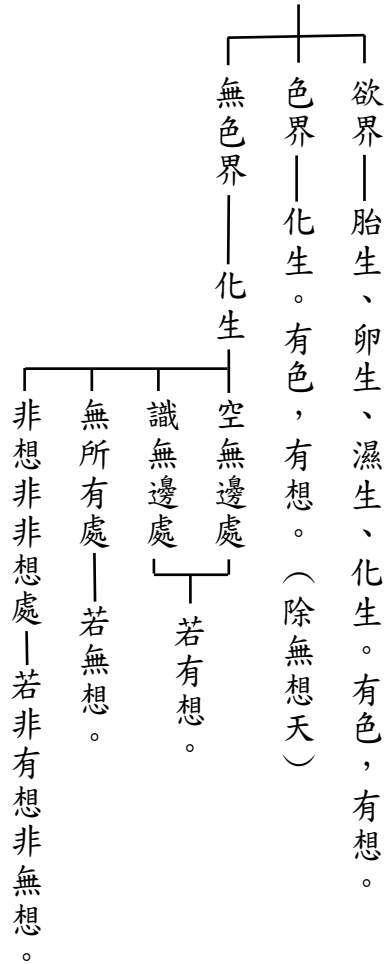 欲界——胎生、卵生、濕生、化生。有色，有想。
色界——化生。有色，有想。（除無想天）
無色界——化生
空無邊處
識無邊處
若有想。
無所有處——若無想。
非想非非想處—若非有想非無想。